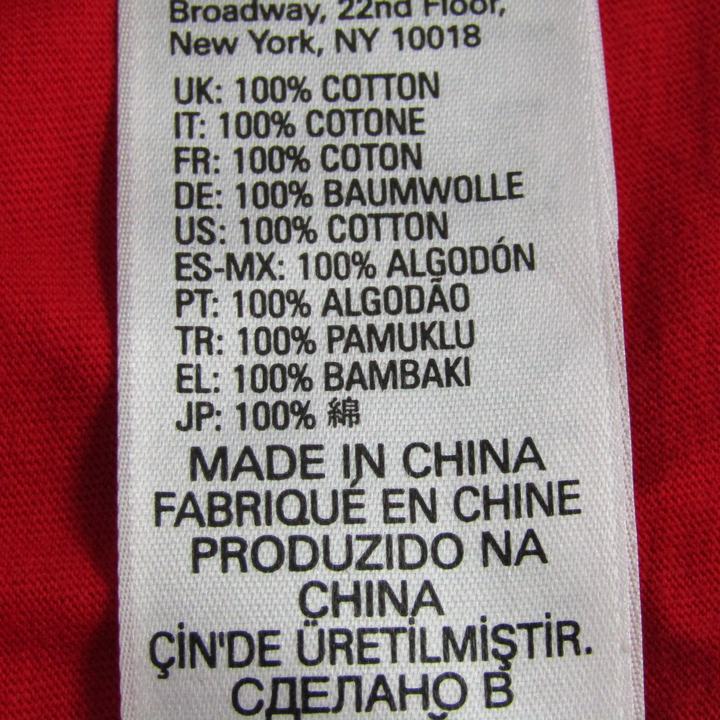 Broadway, 22nd Floor,
New York, NY 10018
UK: 100% COTTON
IT: 100% COTONE
FR: 100% COTON
DE: 100% BAUMWOLLE
US: 100% COTTON
ES-MX: 100% ALGODÓN
PT: 100% ALGODÃO
TR: 100% PAMUKLU
EL: 100% BAMBAKI
JP: 100% 綿
MADE IN CHINA
FABRIQUÉ EN CHINE
PRODUZIDO NA
CHINA
ÇİN'DE ÜRETİLMİŞTİR.
СДЕЛАНО В